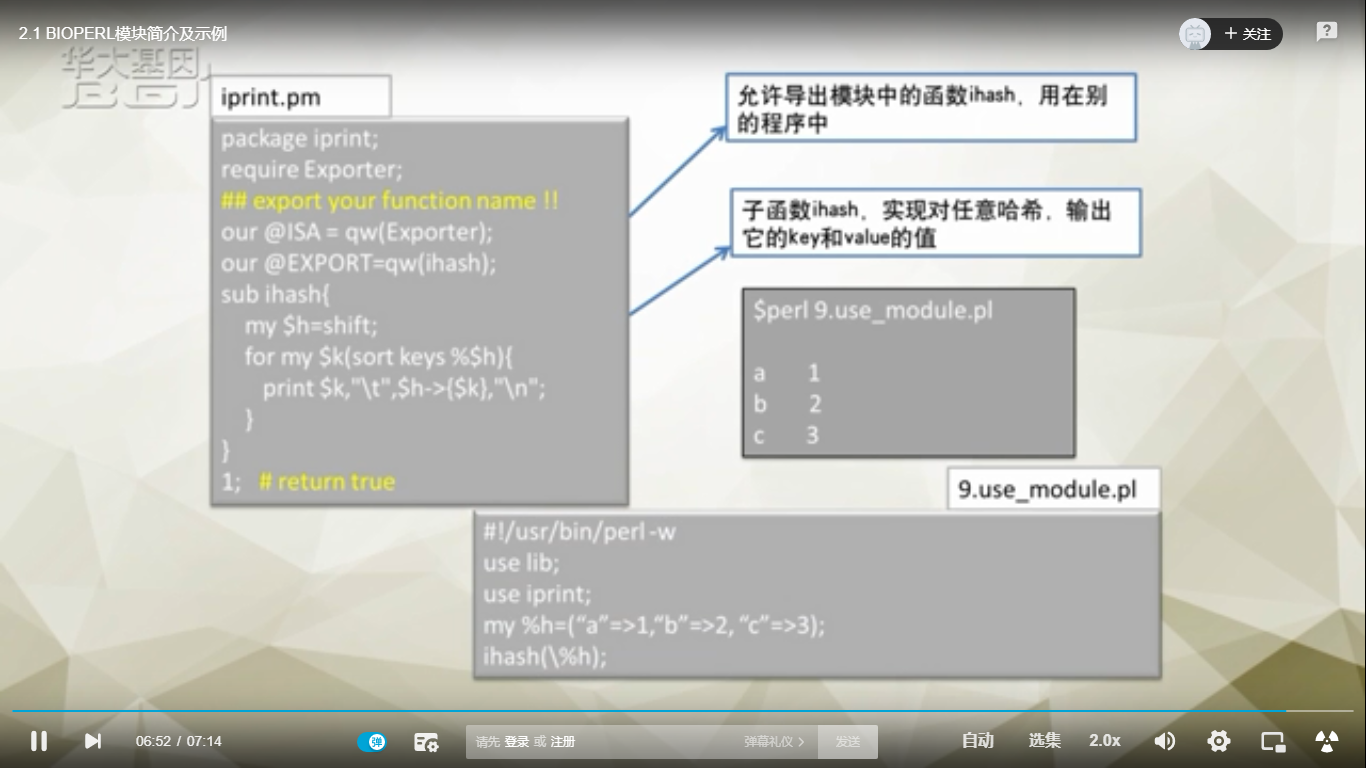 2.1 BIOPERL模块简介及示例
+ 关注
华大基因
BGI
iprint.pm
package iprint;
require Exporter;
## export your function name !!
our @ISA = qw(Exporter);
our @EXPORT=qw(ihash);
sub ihash{
my $h=shift;
for my $k(sort keys %$h){
print $k,"\t",$h->{$k},"\n";
}
}
1; # return true
允许导出模块中的函数ihash，用在别
的程序中
子函数ihash，实现对任意哈希，输出
它的key和value的值
$perl 9.use_module.pl
a 1
b 2
c 3
9.use_module.pl
#!/usr/bin/perl -w
use lib;
use iprint;
my %h=(“a”=>1,“b”=>2, “c”=>3);
ihash(\%h);
06:52 / 07:14
弹
请先 登录 或 注册
弹幕礼仪 >
发送
自动
选集
2.0x